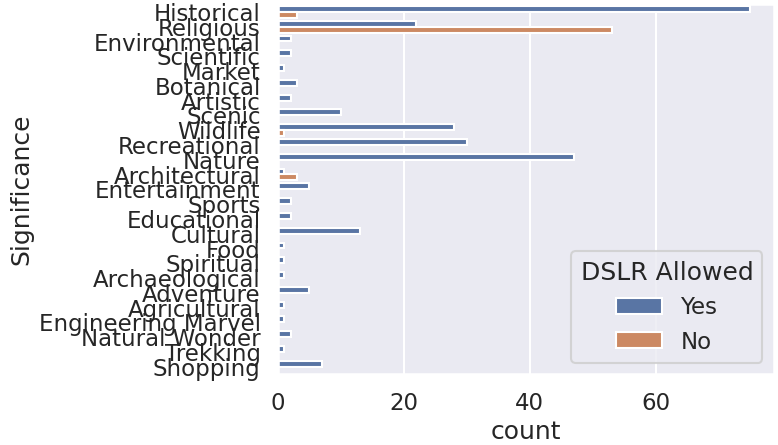 Significance
Historical
Religious
Environmental
Scientific
Market
Botanical
Artistic
Scenic
Wildlife
Recreational
Nature
Architectural
Entertainment
Sports
Educational
Cultural
Food
Spiritual
Archaeological
Adventure
Agricultural
Engineering Marvel
Natural Wonder
Trekking
Shopping
DSLR Allowed
Yes
No
0 20 40 60
count